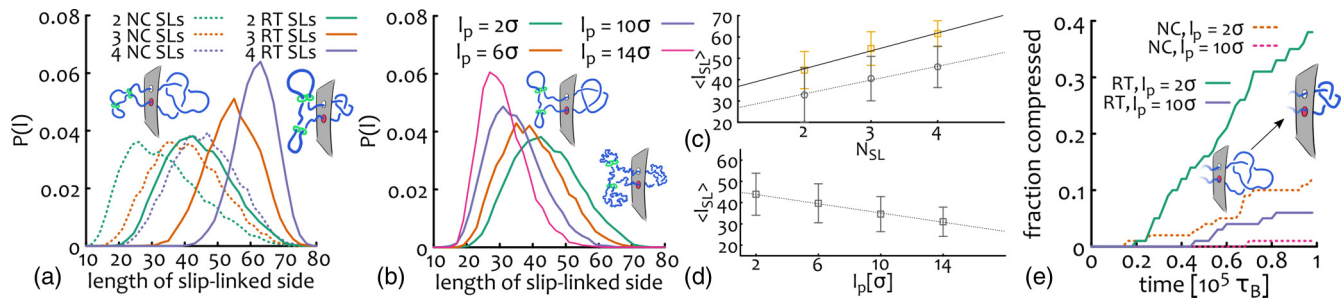 P(l)
0.08
0.06
0.04
0.02
0
2 NC SLs
3 NC SLs
4 NC SLs
2 RT SLs
3 RT SLs
4 RT SLs
10 20 30 40 50 60 70 80
length of slip-linked side
(a)
P(l)
0.08
0.06
0.04
0.02
0
lp = 2σ
lp = 6σ
lp = 10σ
lp = 14σ
10 20 30 40 50 60 70 80
length of slip-linked side
(b)
<lSL>
70
60
50
40
30
20
2 3 4
NSL
(c)
<lSL>
50
40
30
20
2 6 10 14
lp[σ]
(d)
fraction compressed
0.4
0.3
0.2
0.1
0
NC, lp = 2σ
NC, lp = 10σ
RT, lp = 2σ
RT, lp = 10σ
0 0.2 0.4 0.6 0.8 1
time [10⁵ τB]
(e)